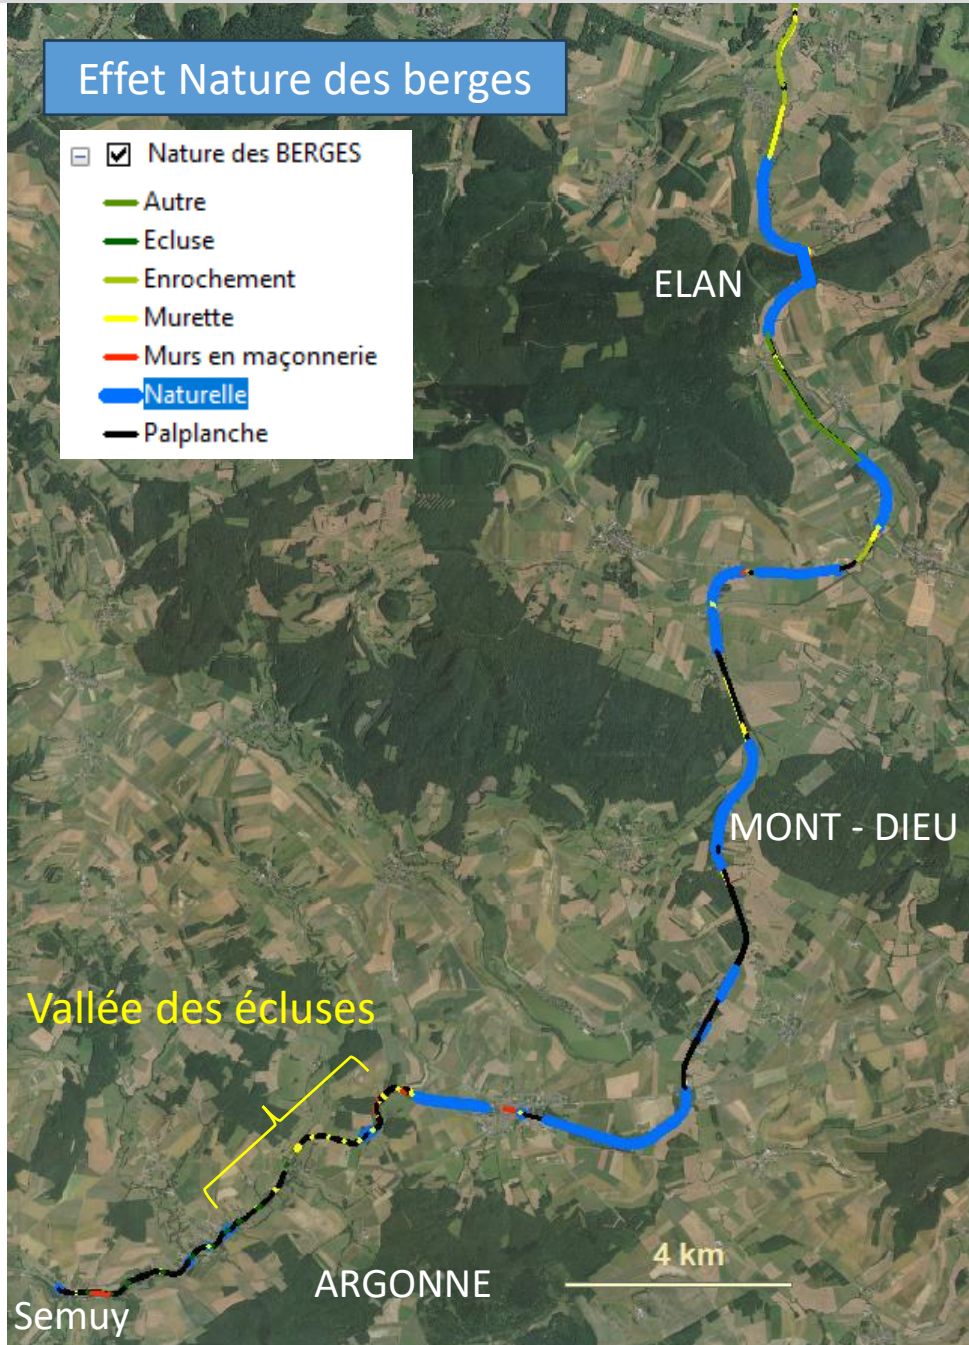 Effet Nature des berges
Nature des BERGES
Autre
Ecluse
Enrochement
Murette
Murs en maçonnerie
Naturelle
Palplanche
ELAN
MONT - DIEU
Vallée des écluses
4 km
ARGONNE
Semuy